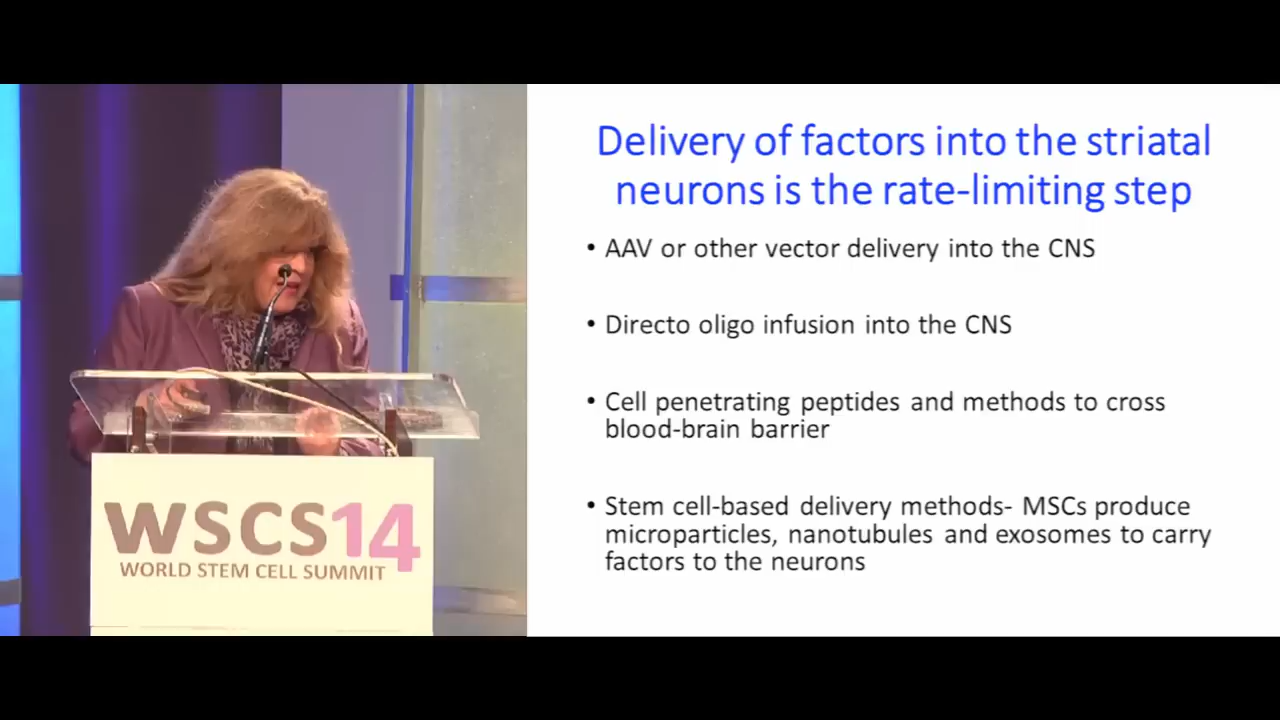 Delivery of factors into the striatal
neurons is the rate-limiting step
• AAV or other vector delivery into the CNS
• Directo oligo infusion into the CNS
• Cell penetrating peptides and methods to cross
blood-brain barrier
• Stem cell-based delivery methods- MSCs produce
microparticles, nanotubules and exosomes to carry
factors to the neurons
WSCS14
WORLD STEM CELL SUMMIT